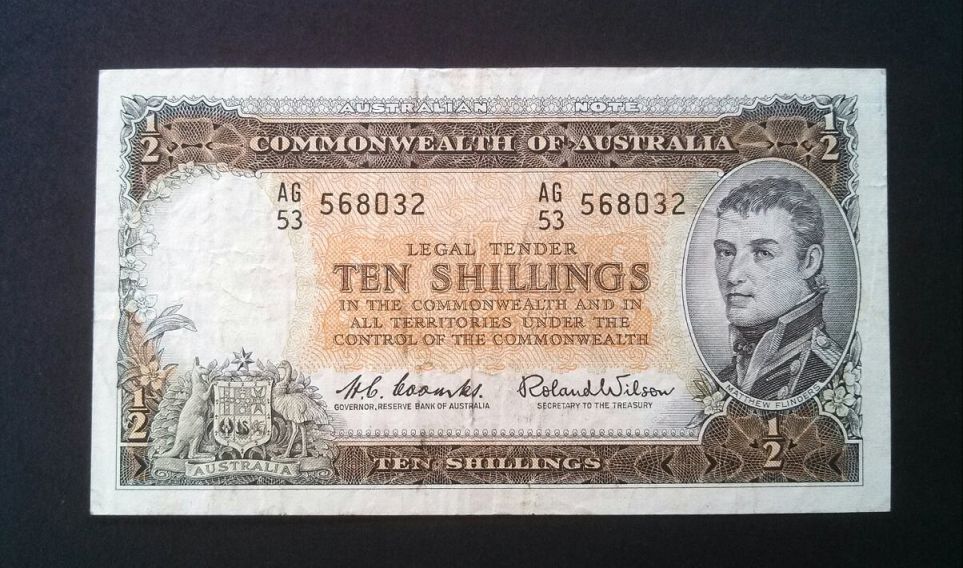 AUSTRALIAN NOTE
1/2 1/2
COMMONWEALTH OF AUSTRALIA
AG 53 568032 AG 53 568032
LEGAL TENDER
TEN SHILLINGS
IN THE COMMONWEALTH AND IN
ALL TERRITORIES UNDER THE
CONTROL OF THE COMMONWEALTH
H.C. Coombs. Roland Wilson
GOVERNOR, RESERVE BANK OF AUSTRALIA SECRETARY TO THE TREASURY
MATTHEW FLINDERS
1/2 1/2
AUSTRALIA
TEN SHILLINGS